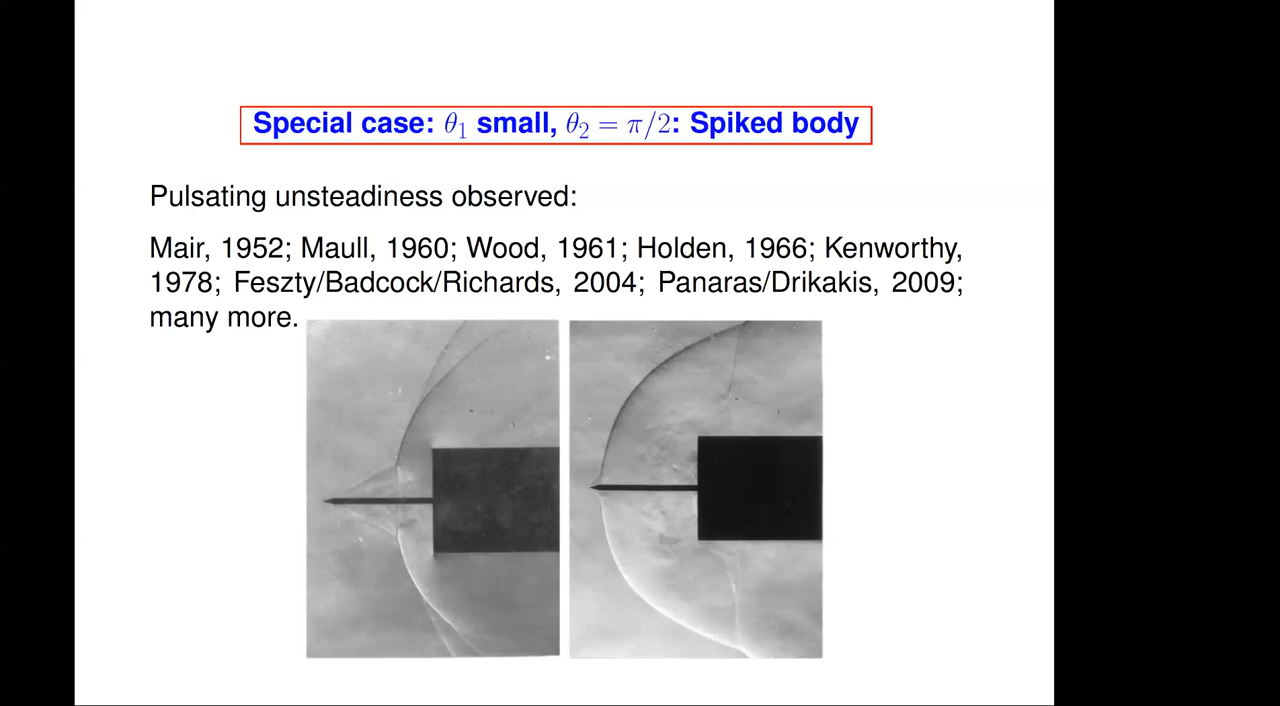 Special case: θ₁ small, θ₂ = π/2: Spiked body
Pulsating unsteadiness observed:
Mair, 1952; Maull, 1960; Wood, 1961; Holden, 1966; Kenworthy,
1978; Feszty/Badcock/Richards, 2004; Panaras/Drikakis, 2009;
many more.